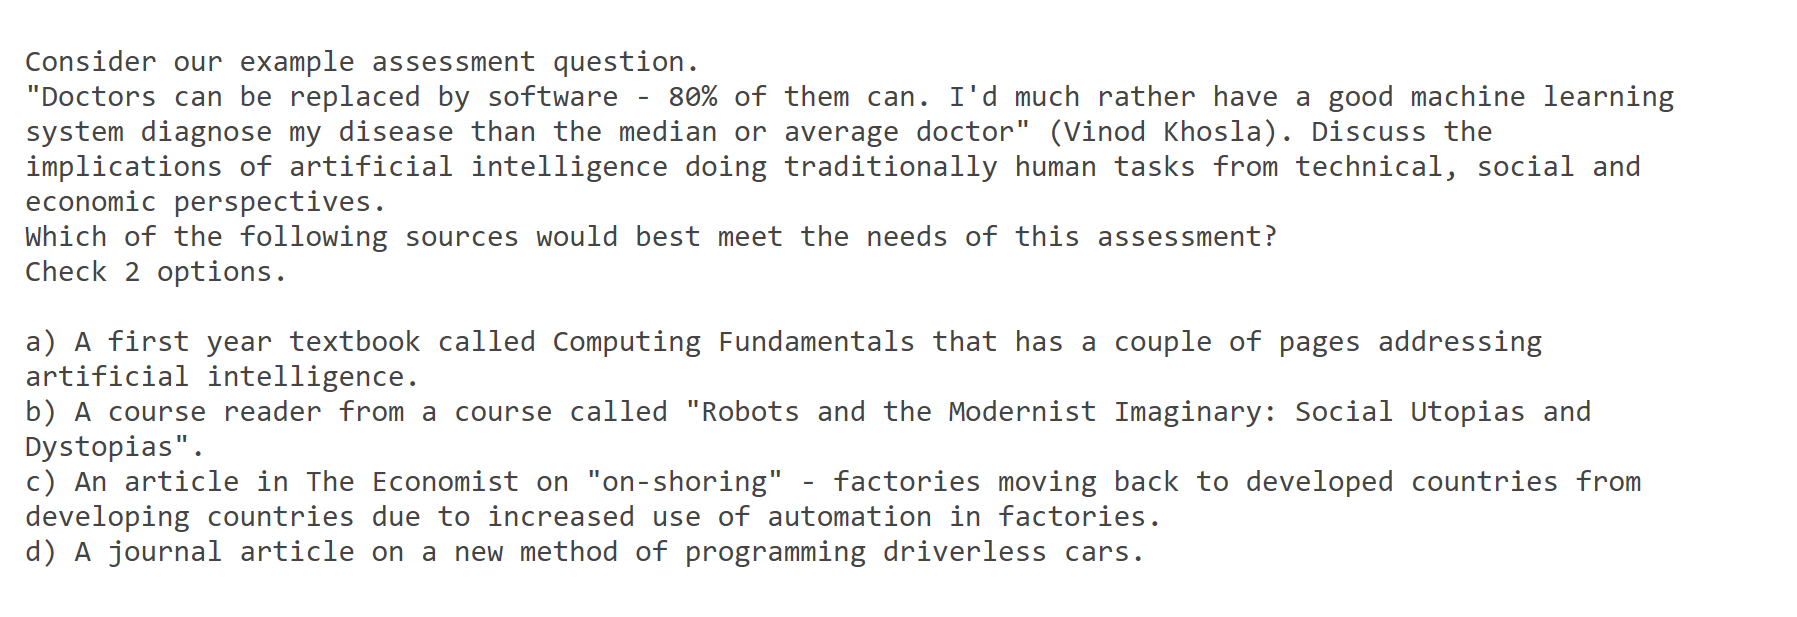 Consider our example assessment question.
"Doctors can be replaced by software - 80% of them can. I'd much rather have a good machine learning
system diagnose my disease than the median or average doctor" (Vinod Khosla). Discuss the
implications of artificial intelligence doing traditionally human tasks from technical, social and
economic perspectives.
Which of the following sources would best meet the needs of this assessment?
Check 2 options.
a) A first year textbook called Computing Fundamentals that has a couple of pages addressing
artificial intelligence.
b) A course reader from a course called "Robots and the Modernist Imaginary: Social Utopias and
Dystopias".
c) An article in The Economist on "on-shoring" - factories moving back to developed countries from
developing countries due to increased use of automation in factories.
d) A journal article on a new method of programming driverless cars.